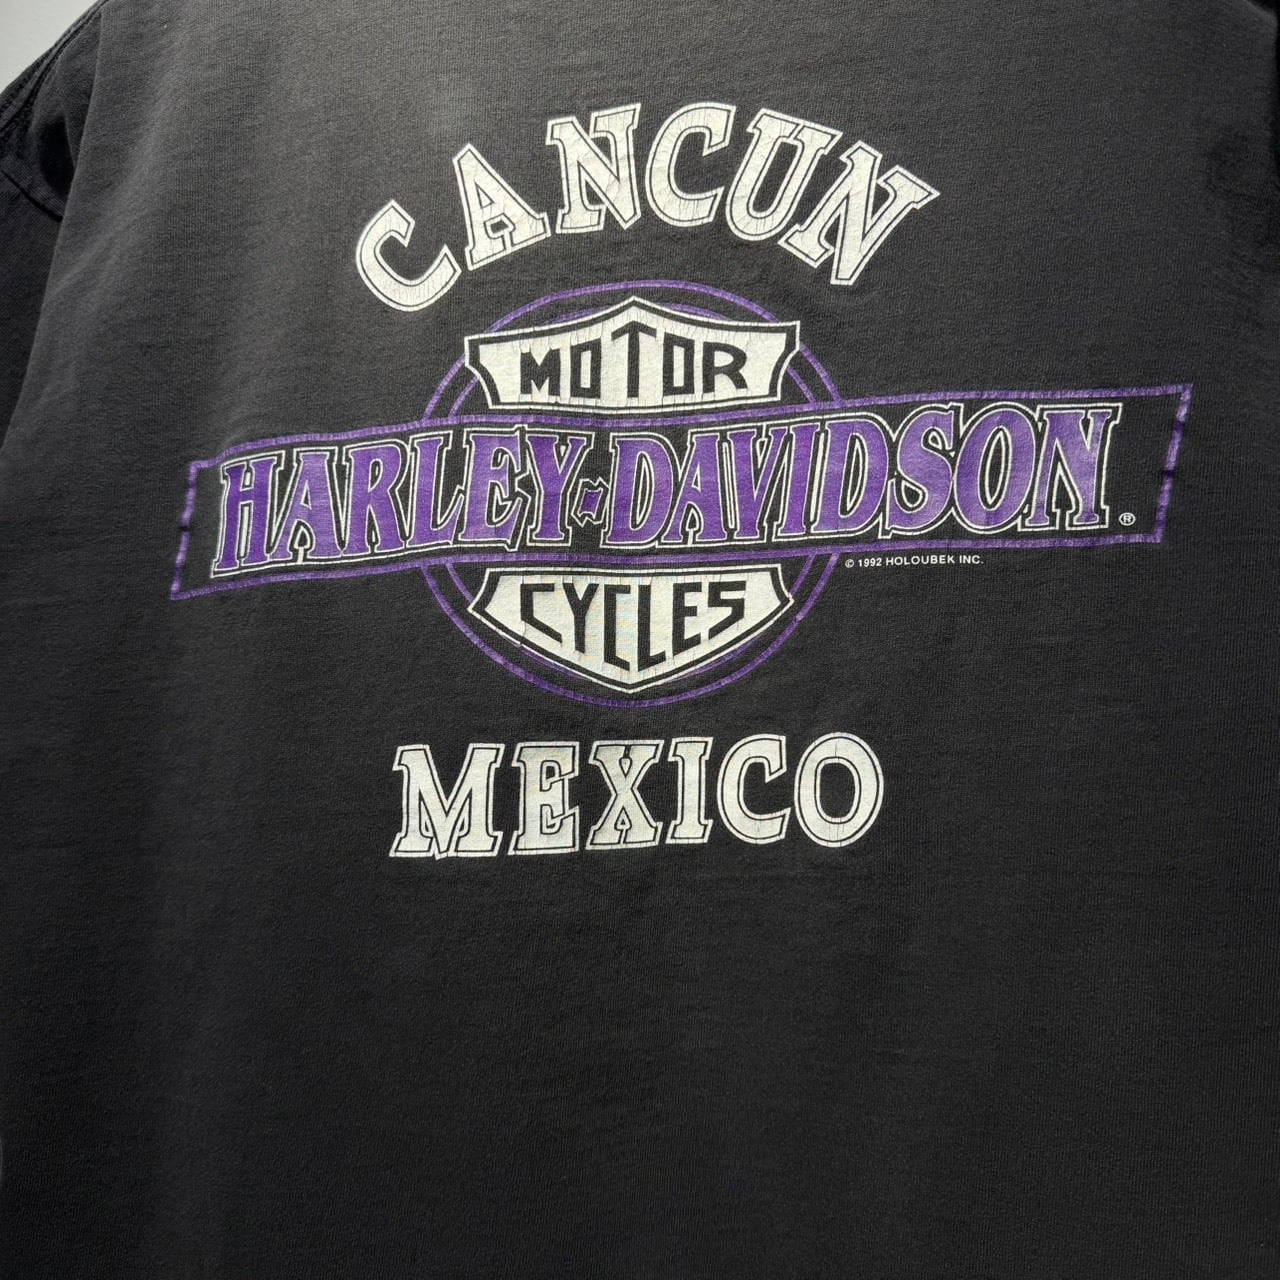 CANCUN
MOTOR
HARLEY-DAVIDSON ®
© 1992 HOLOUBEK INC.
CYCLES
MEXICO